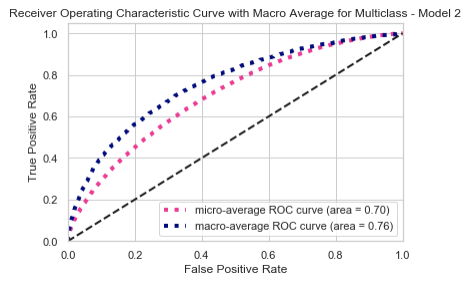 Receiver Operating Characteristic Curve with Macro Average for Multiclass - Model 2
1.0
0.8
0.6
0.4
0.2
0.0
True Positive Rate
micro-average ROC curve (area = 0.70)
macro-average ROC curve (area = 0.76)
0.0 0.2 0.4 0.6 0.8 1.0
False Positive Rate